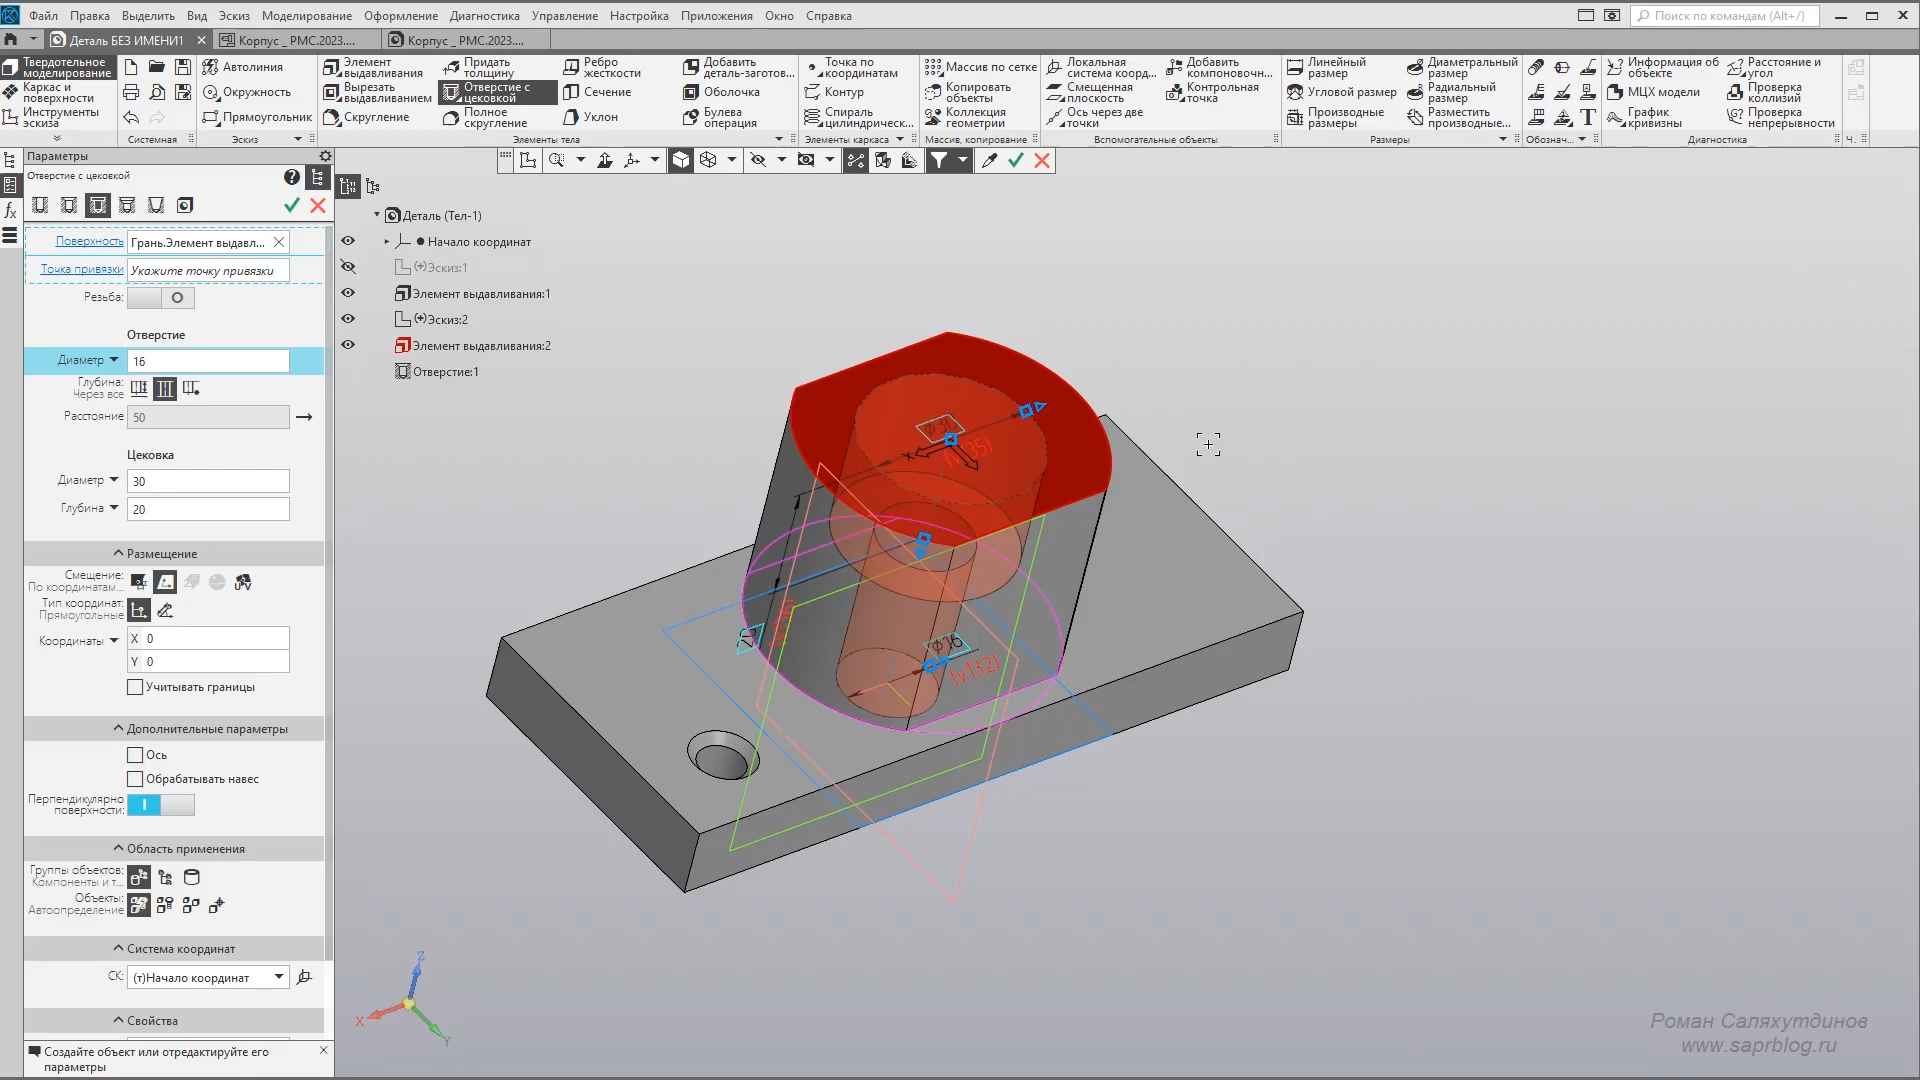 Файл Правка Выделить Вид Эскиз Моделирование Оформление Диагностика Управление Настройка Приложения Окно Справка
Поиск по командам (Alt+/)
Деталь БЕЗ ИМЕНИ1
Корпус _ РМС.2023....
Корпус _ РМС.2023....
Твердотельное моделирование
Каркас и поверхности
Инструменты эскиза
Системная
Автолиния
Окружность
Прямоугольник
Эскиз
Элемент выдавливания
Вырезать выдавливанием
Скругление
Придать толщину
Отверстие с цековкой
Полное скругление
Ребро жесткости
Сечение
Уклон
Добавить деталь-заготов...
Оболочка
Булева операция
Элементы тела
Точка по координатам
Контур
Спираль цилиндрическ...
Элементы каркаса
Массив по сетке
Копировать объекты
Коллекция геометрии
Массив, копирование
Локальная система коорд...
Смещенная плоскость
Ось через две точки
Добавить компоновочн...
Контрольная точка
Вспомогательные объекты
Линейный размер
Угловой размер
Производные размеры
Диаметральный размер
Радиальный размер
Разместить производные...
Размеры
Обознач...
Информация об объекте
МЦХ модели
График кривизны
Расстояние и угол
Проверка коллизий
Проверка непрерывности
Диагностика
Ч.
Параметры
Отверстие с цековкой
Поверхность Грань.Элемент выдавл...
Точка привязки Укажите точку привязки
Резьба:
Отверстие
Диаметр 16
Глубина:
Через все
Расстояние 50
Цековка
Диаметр 30
Глубина 20
Размещение
Смещение:
По координатам...
Тип координат:
Прямоугольные
Координаты X 0
Y 0
Учитывать границы
Дополнительные параметры
Ось
Обрабатывать навес
Перпендикулярно
поверхности:
Область применения
Группы объектов:
Компоненты и т...
Объекты:
Автоопределение
Система координат
СК: (т)Начало координат
Свойства
Создайте объект или отредактируйте его
параметры
Деталь (Тел-1)
Начало координат
(+)Эскиз:1
Элемент выдавливания:1
(+)Эскиз:2
Элемент выдавливания:2
Отверстие:1
⌀30
(v135)
20
⌀16
(v132)
X
Z
X
Y
Роман Саляхутдинов
www.saprblog.ru